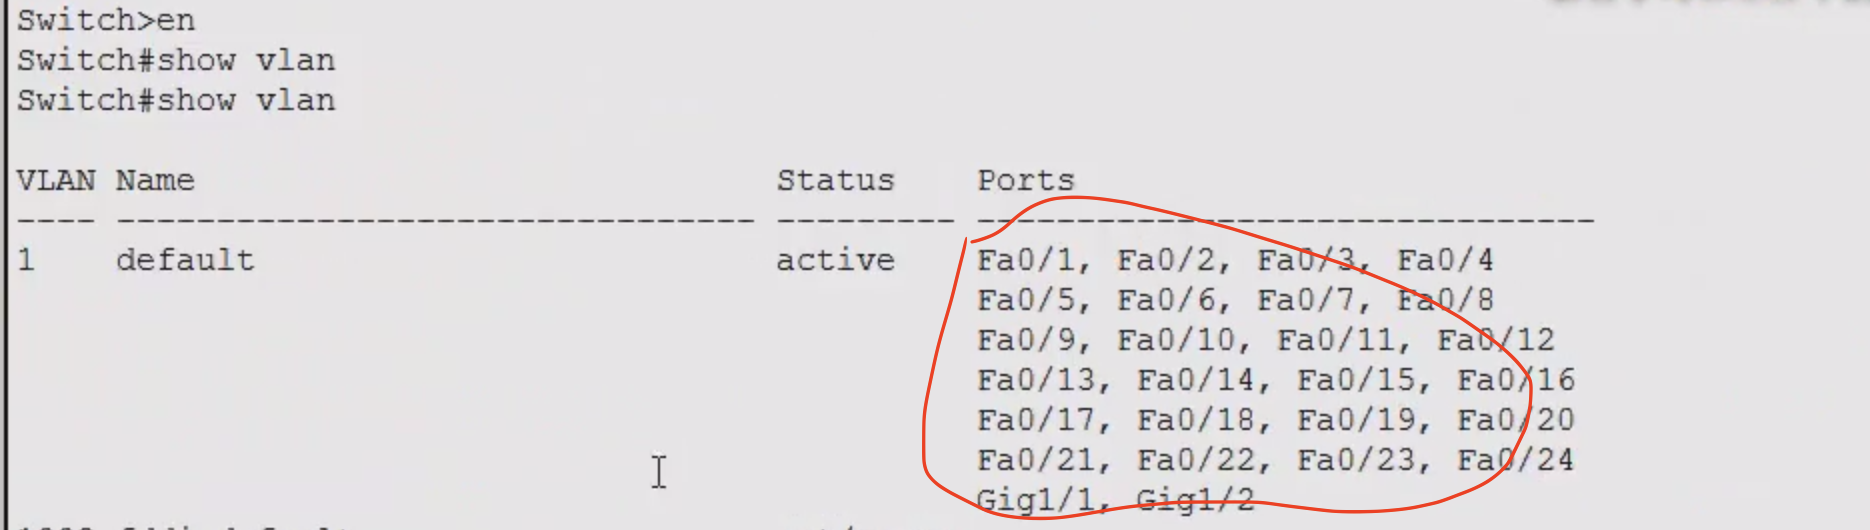 Switch>en
Switch#show vlan
Switch#show vlan
VLAN Name Status Ports
---- -------------------------------- --------- -------------------------------
1 default active Fa0/1, Fa0/2, Fa0/3, Fa0/4
Fa0/5, Fa0/6, Fa0/7, Fa0/8
Fa0/9, Fa0/10, Fa0/11, Fa0/12
Fa0/13, Fa0/14, Fa0/15, Fa0/16
Fa0/17, Fa0/18, Fa0/19, Fa0/20
Fa0/21, Fa0/22, Fa0/23, Fa0/24
Gig1/1, Gig1/2